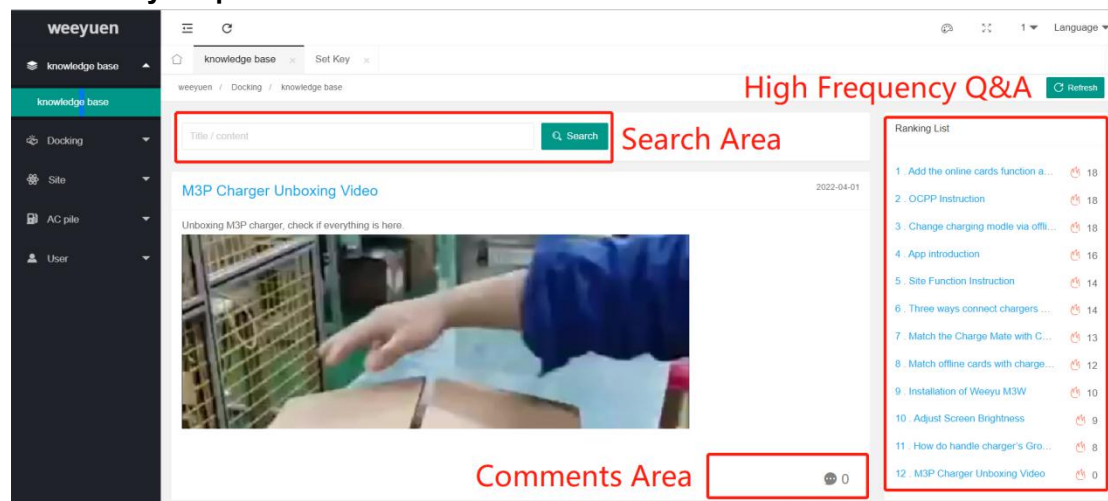 weeyuen
1
Language
knowledge base
knowledge base
Docking
Site
AC pile
User
knowledge base ×
Set Key ×
weeyuen / Docking / knowledge base
High Frequency Q&A
Refresh
Title / content
Search
Search Area
M3P Charger Unboxing Video
2022-04-01
Unboxing M3P charger, check if everything is here.
Comments Area
0
Ranking List
1 . Add the online cards function a... 18
2 . OCPP Instruction 18
3 . Change charging modle via offli... 18
4 . App introduction 16
5 . Site Function Instruction 14
6 . Three ways connect chargers ... 14
7 . Match the Charge Mate with C... 13
8 . Match offline cards with charge... 12
9 . Installation of Weeyu M3W 10
10 . Adjust Screen Brightness 9
11 . How do handle charger's Gro... 8
12 . M3P Charger Unboxing Video 0